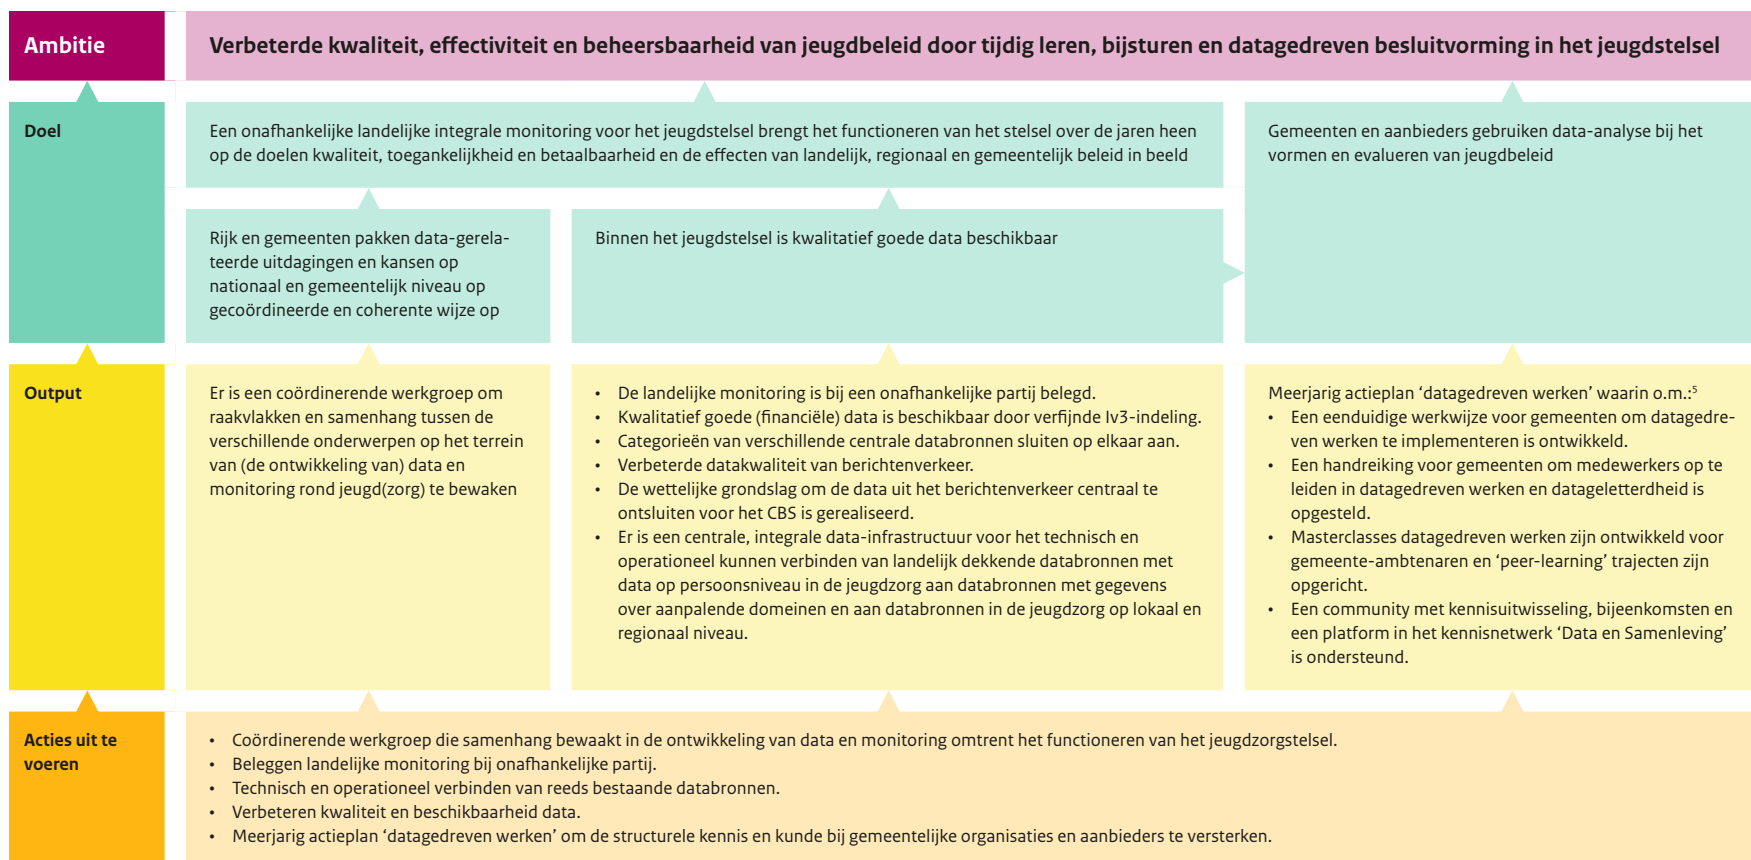 Ambitie
Verbeterde kwaliteit, effectiviteit en beheersbaarheid van jeugdbeleid door tijdig leren, bijsturen en datagedreven besluitvorming in het jeugdstelsel
Doel
Een onafhankelijke landelijke integrale monitoring voor het jeugdstelsel brengt het functioneren van het stelsel over de jaren heen
op de doelen kwaliteit, toegankelijkheid en betaalbaarheid en de effecten van landelijk, regionaal en gemeentelijk beleid in beeld
Gemeenten en aanbieders gebruiken data-analyse bij het
vormen en evalueren van jeugdbeleid
Rijk en gemeenten pakken data-gerela-
teerde uitdagingen en kansen op
nationaal en gemeentelijk niveau op
gecoördineerde en coherente wijze op
Binnen het jeugdstelsel is kwalitatief goede data beschikbaar
Output
Er is een coördinerende werkgroep om
raakvlakken en samenhang tussen de
verschillende onderwerpen op het terrein
van (de ontwikkeling van) data en
monitoring rond jeugd(zorg) te bewaken
• De landelijke monitoring is bij een onafhankelijke partij belegd.
• Kwalitatief goede (financiële) data is beschikbaar door verfijnde Iv3-indeling.
• Categorieën van verschillende centrale databronnen sluiten op elkaar aan.
• Verbeterde datakwaliteit van berichtenverkeer.
• De wettelijke grondslag om de data uit het berichtenverkeer centraal te
ontsluiten voor het CBS is gerealiseerd.
• Er is een centrale, integrale data-infrastructuur voor het technisch en
operationeel kunnen verbinden van landelijk dekkende databronnen met
data op persoonsniveau in de jeugdzorg aan databronnen met gegevens
over aanpalende domeinen en aan databronnen in de jeugdzorg op lokaal en
regionaal niveau.
Meerjarig actieplan ‘datagedreven werken’ waarin o.m.:⁵
• Een eenduidige werkwijze voor gemeenten om datagedre-
ven werken te implementeren is ontwikkeld.
• Een handreiking voor gemeenten om medewerkers op te
leiden in datagedreven werken en datageletterdheid is
opgesteld.
• Masterclasses datagedreven werken zijn ontwikkeld voor
gemeente-ambtenaren en ‘peer-learning’ trajecten zijn
opgericht.
• Een community met kennisuitwisseling, bijeenkomsten en
een platform in het kennisnetwerk ‘Data en Samenleving’
is ondersteund.
Acties uit te
voeren
• Coördinerende werkgroep die samenhang bewaakt in de ontwikkeling van data en monitoring omtrent het functioneren van het jeugdzorgstelsel.
• Beleggen landelijke monitoring bij onafhankelijke partij.
• Technisch en operationeel verbinden van reeds bestaande databronnen.
• Verbeteren kwaliteit en beschikbaarheid data.
• Meerjarig actieplan ‘datagedreven werken’ om de structurele kennis en kunde bij gemeentelijke organisaties en aanbieders te versterken.